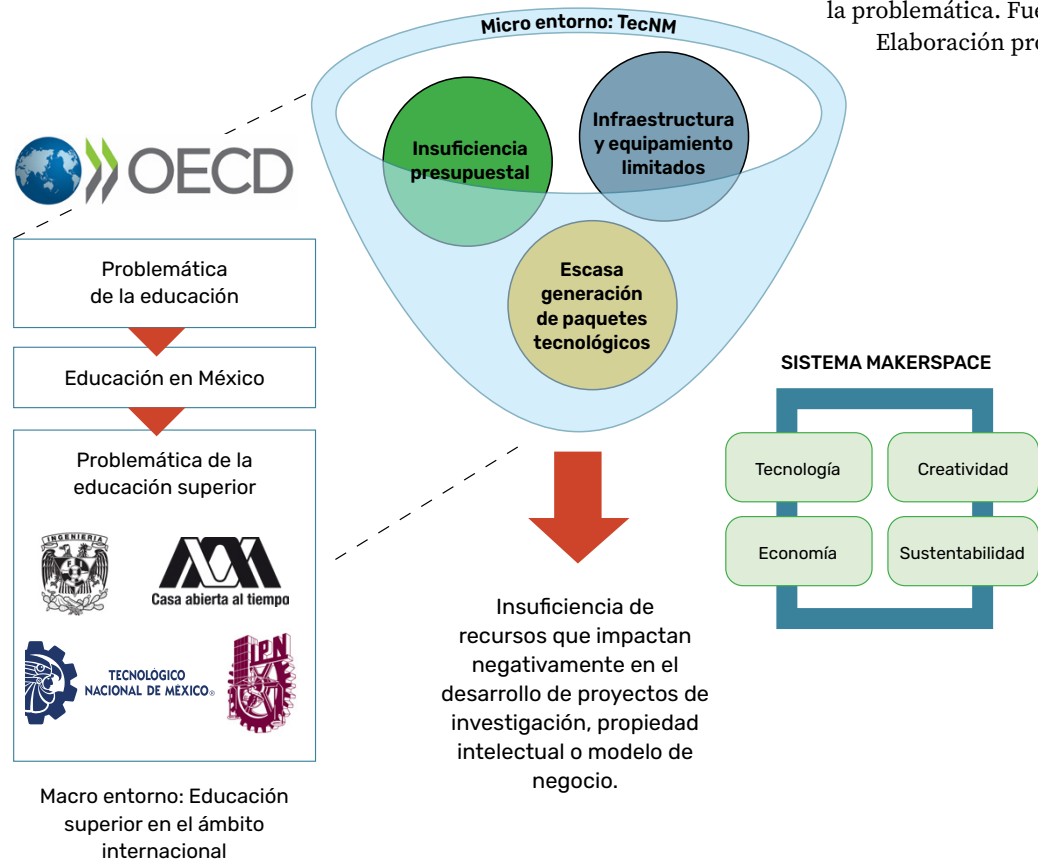 la problemática. Fue
Elaboración pro
Micro entorno: TecNM
Insuficiencia
presupuestal
Infraestructura
y equipamiento
limitados
Escasa
generación
de paquetes
tecnológicos
OECD
Problemática
de la educación
Educación en México
Problemática de la
educación superior
INGENIERIA
Casa abierta al tiempo
TECNOLÓGICO
NACIONAL DE MÉXICO®
IPN
Macro entorno: Educación
superior en el ámbito
internacional
Insuficiencia de
recursos que impactan
negativamente en el
desarrollo de proyectos de
investigación, propiedad
intelectual o modelo de
negocio.
SISTEMA MAKERSPACE
Tecnología
Creatividad
Economía
Sustentabilidad